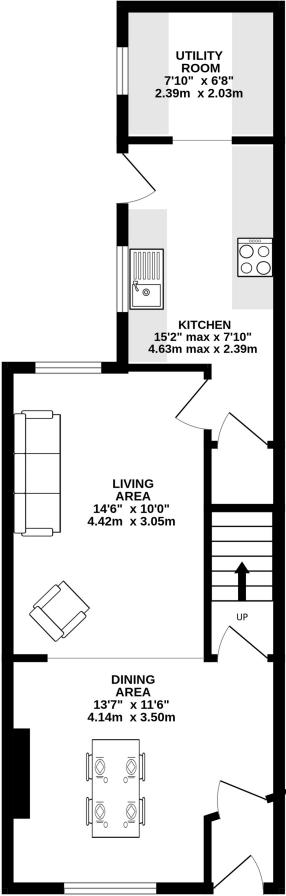 UTILITY
ROOM
7'10" x 6'8"
2.39m x 2.03m
KITCHEN
15'2" max x 7'10"
4.63m max x 2.39m
LIVING
AREA
14'6" x 10'0"
4.42m x 3.05m
UP
DINING
AREA
13'7" x 11'6"
4.14m x 3.50m